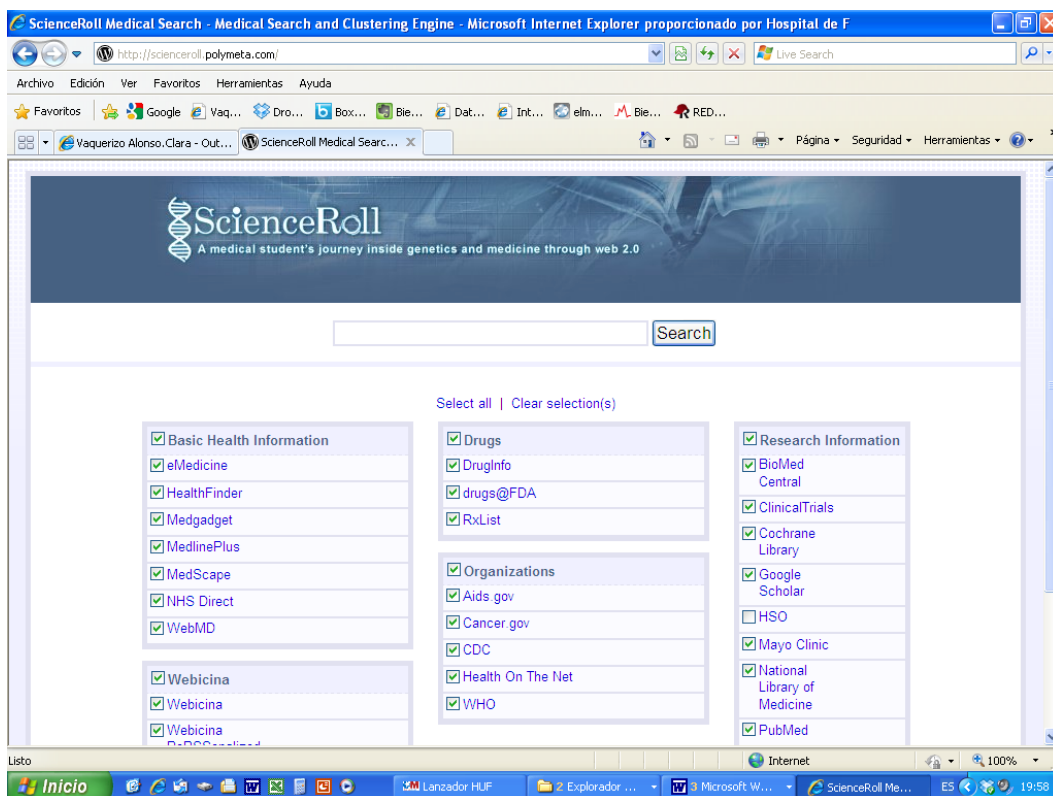 ScienceRoll Medical Search - Medical Search and Clustering Engine - Microsoft Internet Explorer proporcionado por Hospital de F
http://scienceroll.polymeta.com/
Live Search
Archivo Edición Ver Favoritos Herramientas Ayuda
Favoritos Google Vaq... Dro... Box... Bie... Dat... Int... elm... Bie... RED...
Vaquerizo Alonso.Clara - Out... ScienceRoll Medical Searc... Página Seguridad Herramientas
ScienceRoll
A medical student's journey inside genetics and medicine through web 2.0
Search
Select all | Clear selection(s)
Basic Health Information
eMedicine
HealthFinder
Medgadget
MedlinePlus
MedScape
NHS Direct
WebMD
Webicina
Webicina
Webicina
Drugs
DrugInfo
drugs@FDA
RxList
Organizations
Aids.gov
Cancer.gov
CDC
Health On The Net
WHO
Research Information
BioMed
Central
ClinicalTrials
Cochrane
Library
Google
Scholar
HSO
Mayo Clinic
National
Library of
Medicine
PubMed
Listo Internet 100%
Inicio Lanzador HUF 2 Explorador ... 3 Microsoft W... ScienceRoll Me... ES 19:58